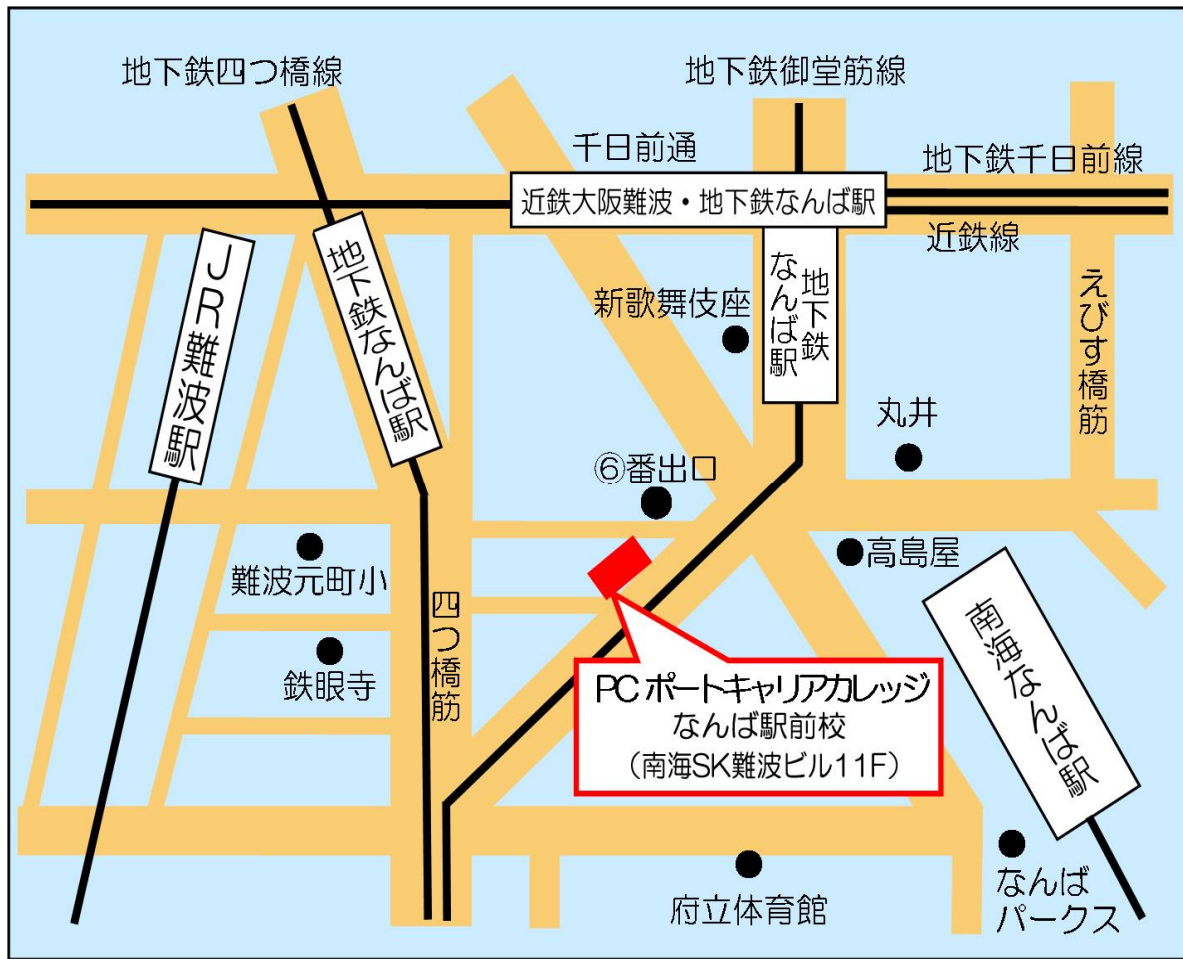 地下鉄四つ橋線
地下鉄御堂筋線
千日前通
地下鉄千日前線
近鉄大阪難波・地下鉄なんば駅
近鉄線
JR難波駅
地下鉄なんば駅
新歌舞伎座
地下鉄
なんば駅
えびす橋筋
丸井
⑥番出口
高島屋
難波元町小
四つ橋筋
鉄眼寺
南海なんば駅
PCポートキャリアカレッジ
なんば駅前校
（南海SK難波ビル11F）
府立体育館
なんば
パークス